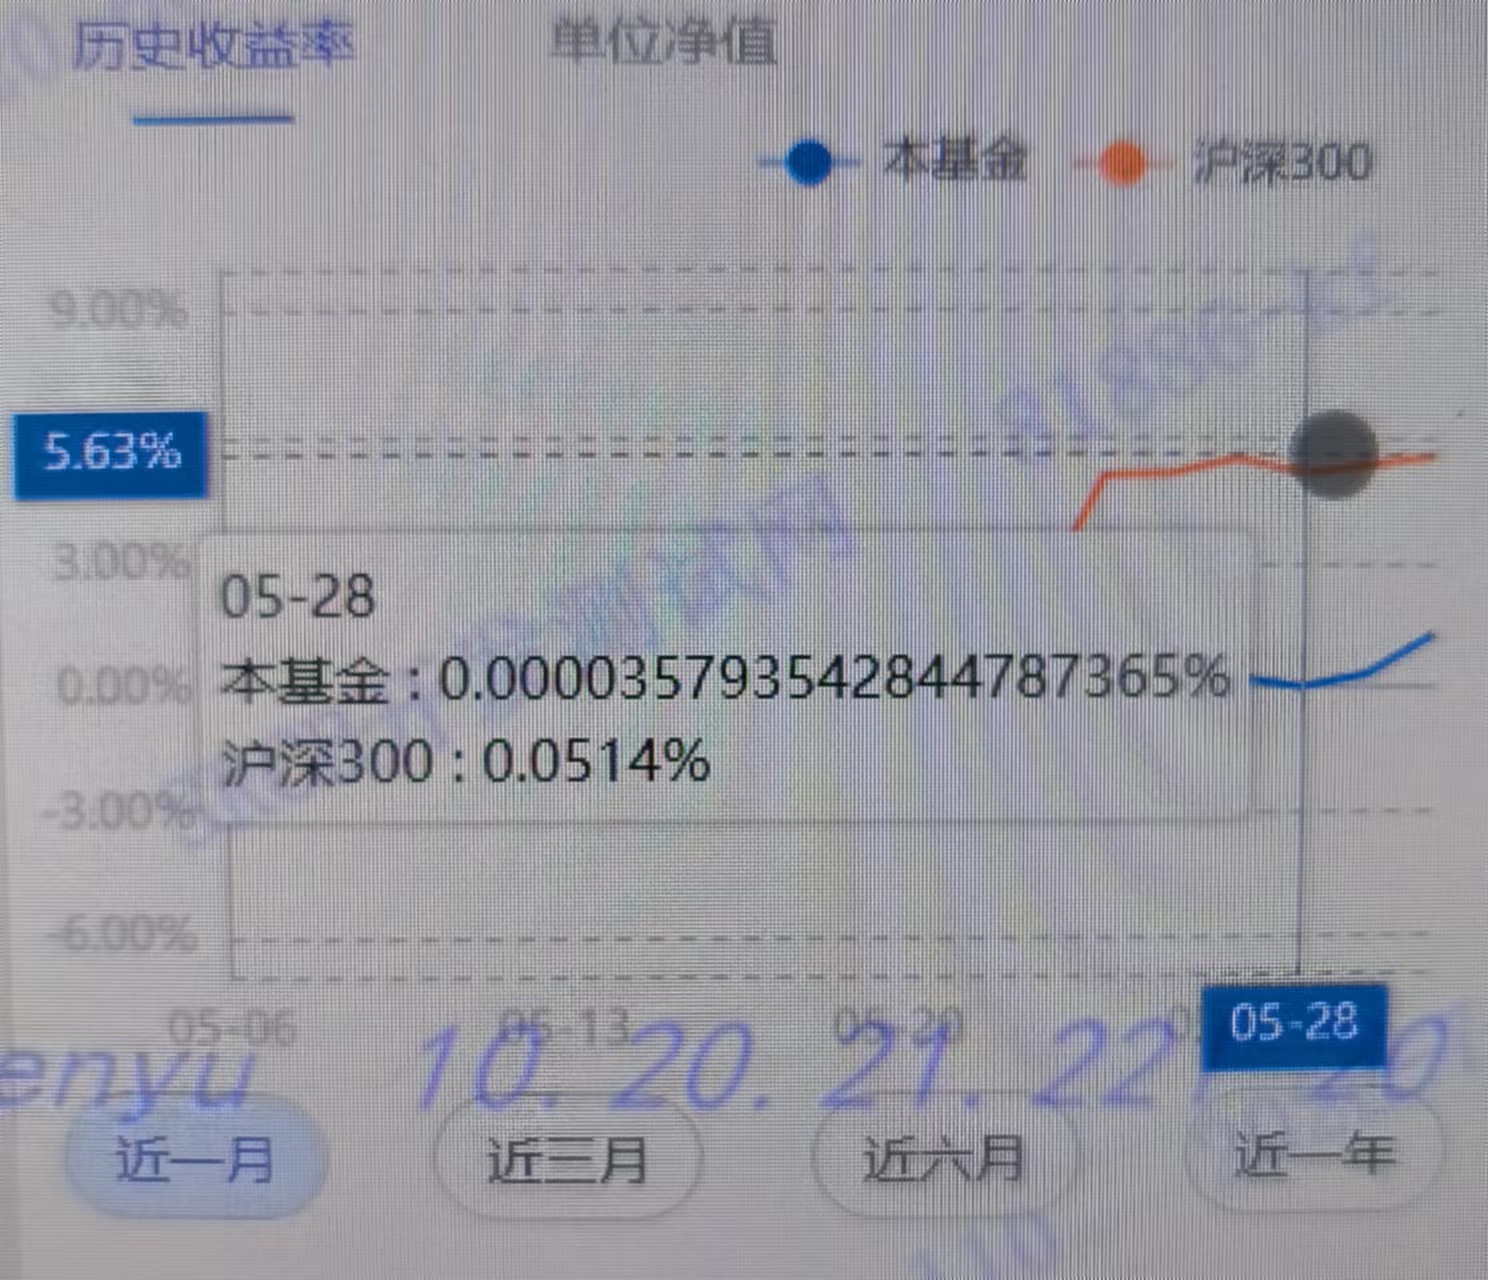 历史收益率 单位净值
本基金 沪深300
9.00%
5.63%
3.00%
05-28
0.00% 本基金 : 0.000035793542844787365%
沪深300 : 0.0514%
-3.00%
-6.00%
05-06 05-13 05-20 05-28
enyu 10. 20. 21. 22
近一月 近三月 近六月 近一年